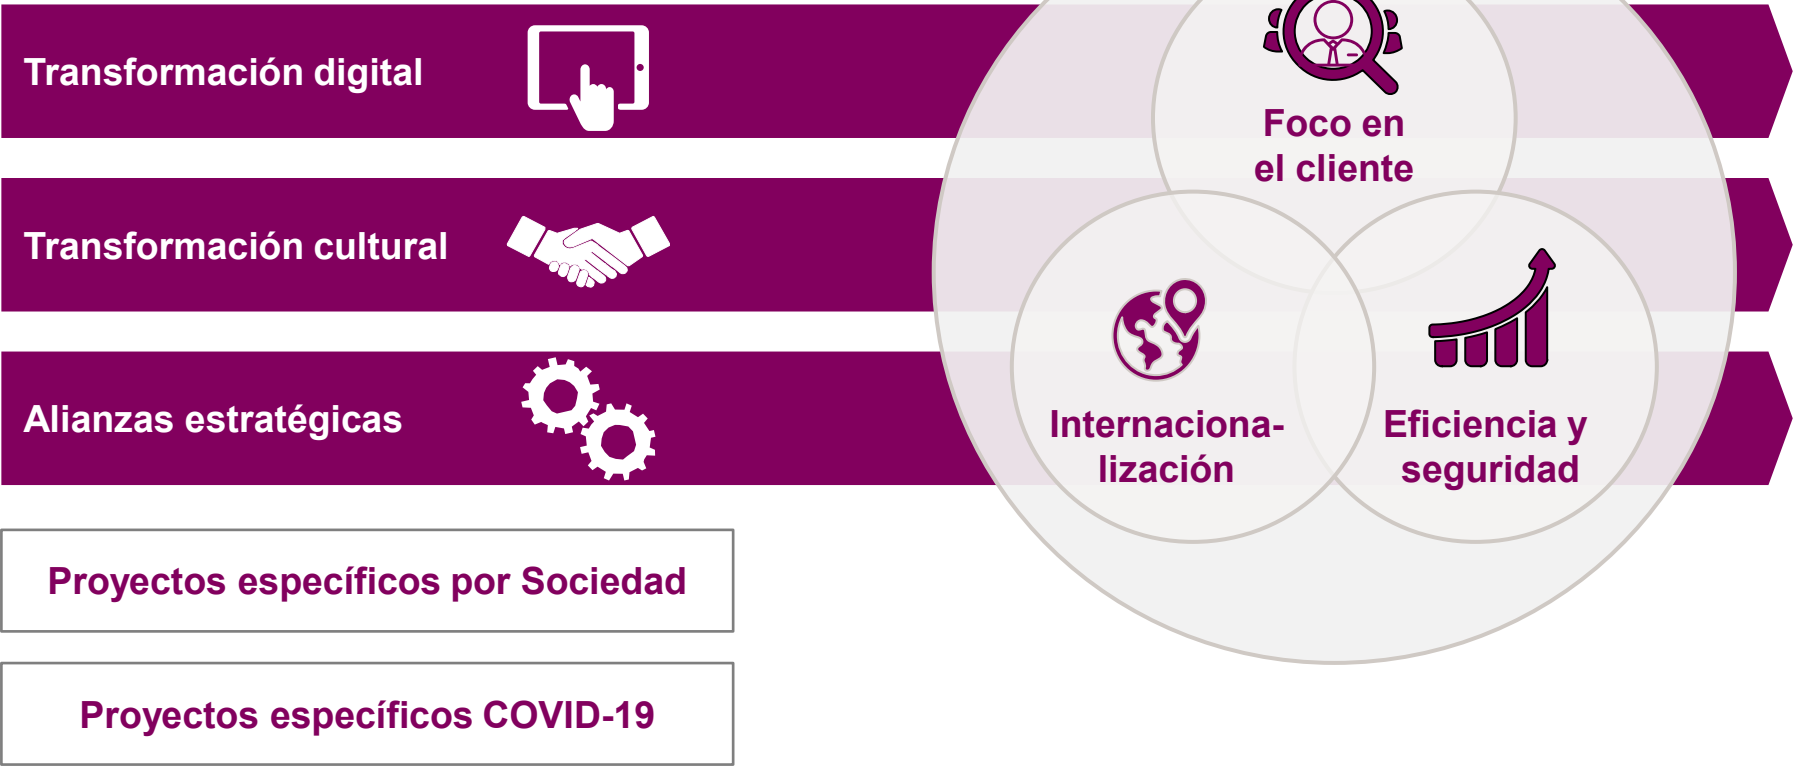 Transformación digital
Transformación cultural
Alianzas estratégicas
Foco en
el cliente
Internaciona-
lización
Eficiencia y
seguridad
Proyectos específicos por Sociedad
Proyectos específicos COVID-19